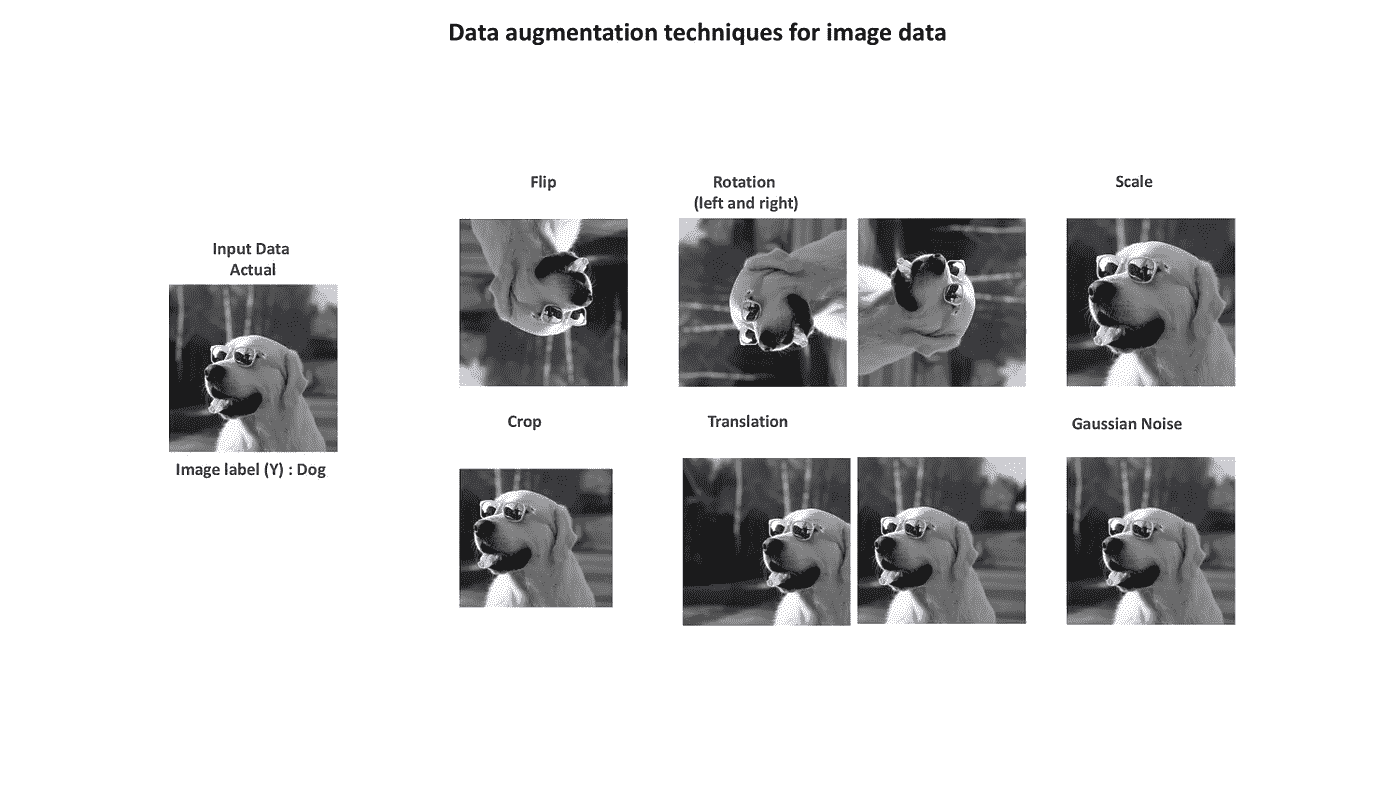 Data augmentation techniques for image data
Input Data
Actual
Image label (Y) : Dog
Flip
Rotation
(left and right)
Scale
Crop
Translation
Gaussian Noise